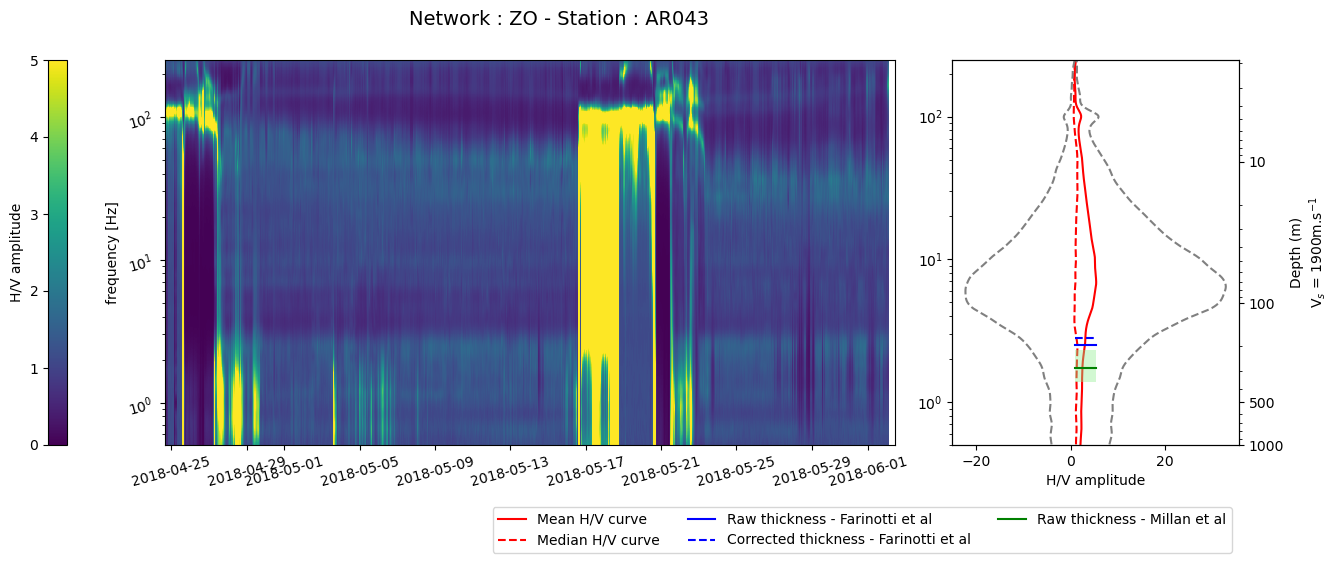 Network : ZO - Station : AR043
5
4
3
2
1
0
H/V amplitude
frequency [Hz]
10²
10¹
10⁰
2018-04-25
2018-04-29
2018-05-01
2018-05-05
2018-05-09
2018-05-13
2018-05-17
2018-05-21
2018-05-25
2018-05-29
2018-06-01
10²
10¹
10⁰
−20
0
20
H/V amplitude
10
100
500
1000
Depth (m)
Vₛ = 1900m.s⁻¹
Mean H/V curve
Median H/V curve
Raw thickness - Farinotti et al
Corrected thickness - Farinotti et al
Raw thickness - Millan et al